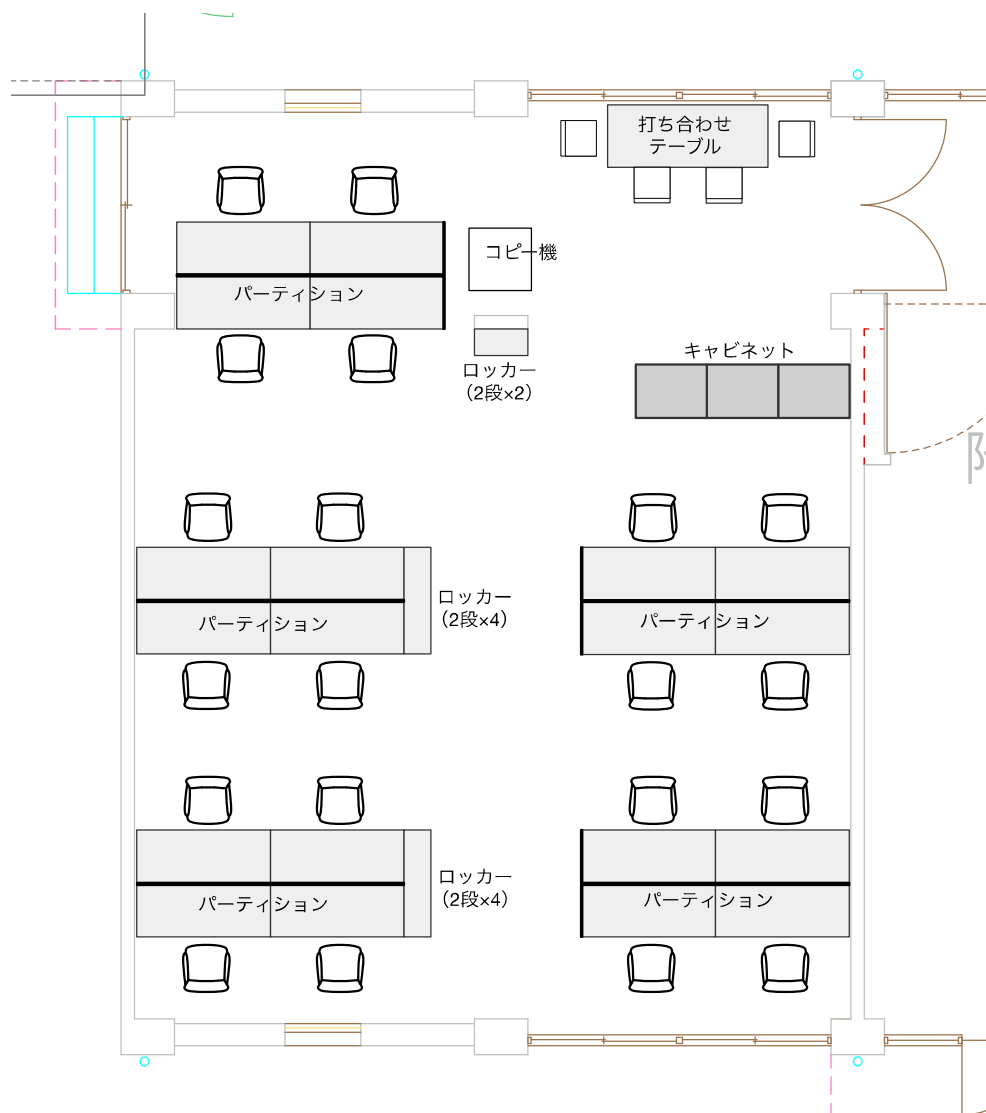 打ち合わせ
テーブル
コピー機
パーティション
キャビネット
ロッカー
（2段×2）
ロッカー
（2段×4）
パーティション
パーティション
ロッカー
（2段×4）
パーティション
パーティション